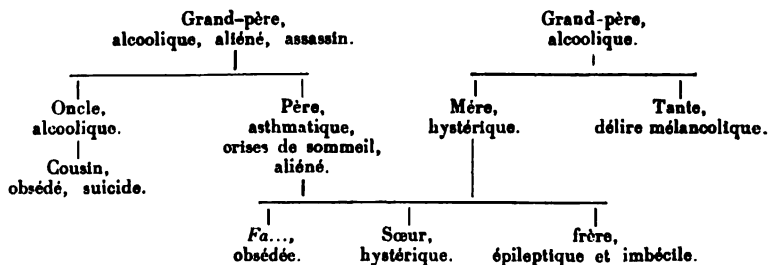 Grand-père,
alcoolique, aliéné, assassin.
Grand-père,
alcoolique.
Oncle,
alcoolique.
Cousin,
obsédé, suicide.
Père,
asthmatique,
crises de sommeil,
aliéné.
Mére,
hystérique.
Tante,
délire mélancolique.
Fa...,
obsédée.
Sœur,
hystérique.
frère,
épileptique et imbécile.